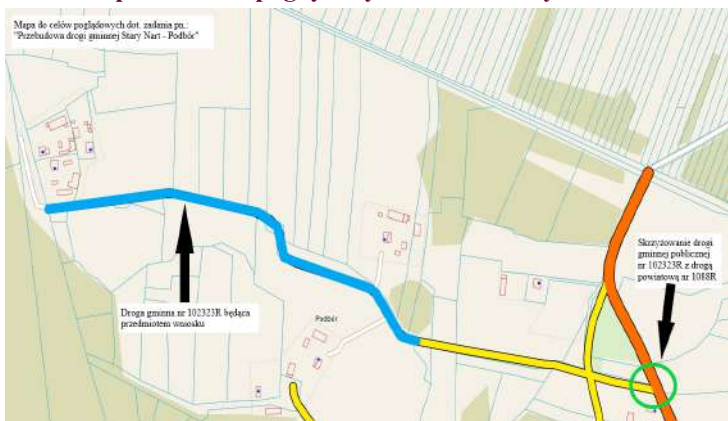 Mapa do celów poglądowych dot. zadania pn.:
"Przebudowa drogi gminnej Stary Nart - Podbór"
Skrzyżowanie drogi
gminnej publicznej
nr 102323R z drogą
powiatową nr 1088R
Droga gminna nr 102323R będąca
przedmiotem wniosku
Podbór